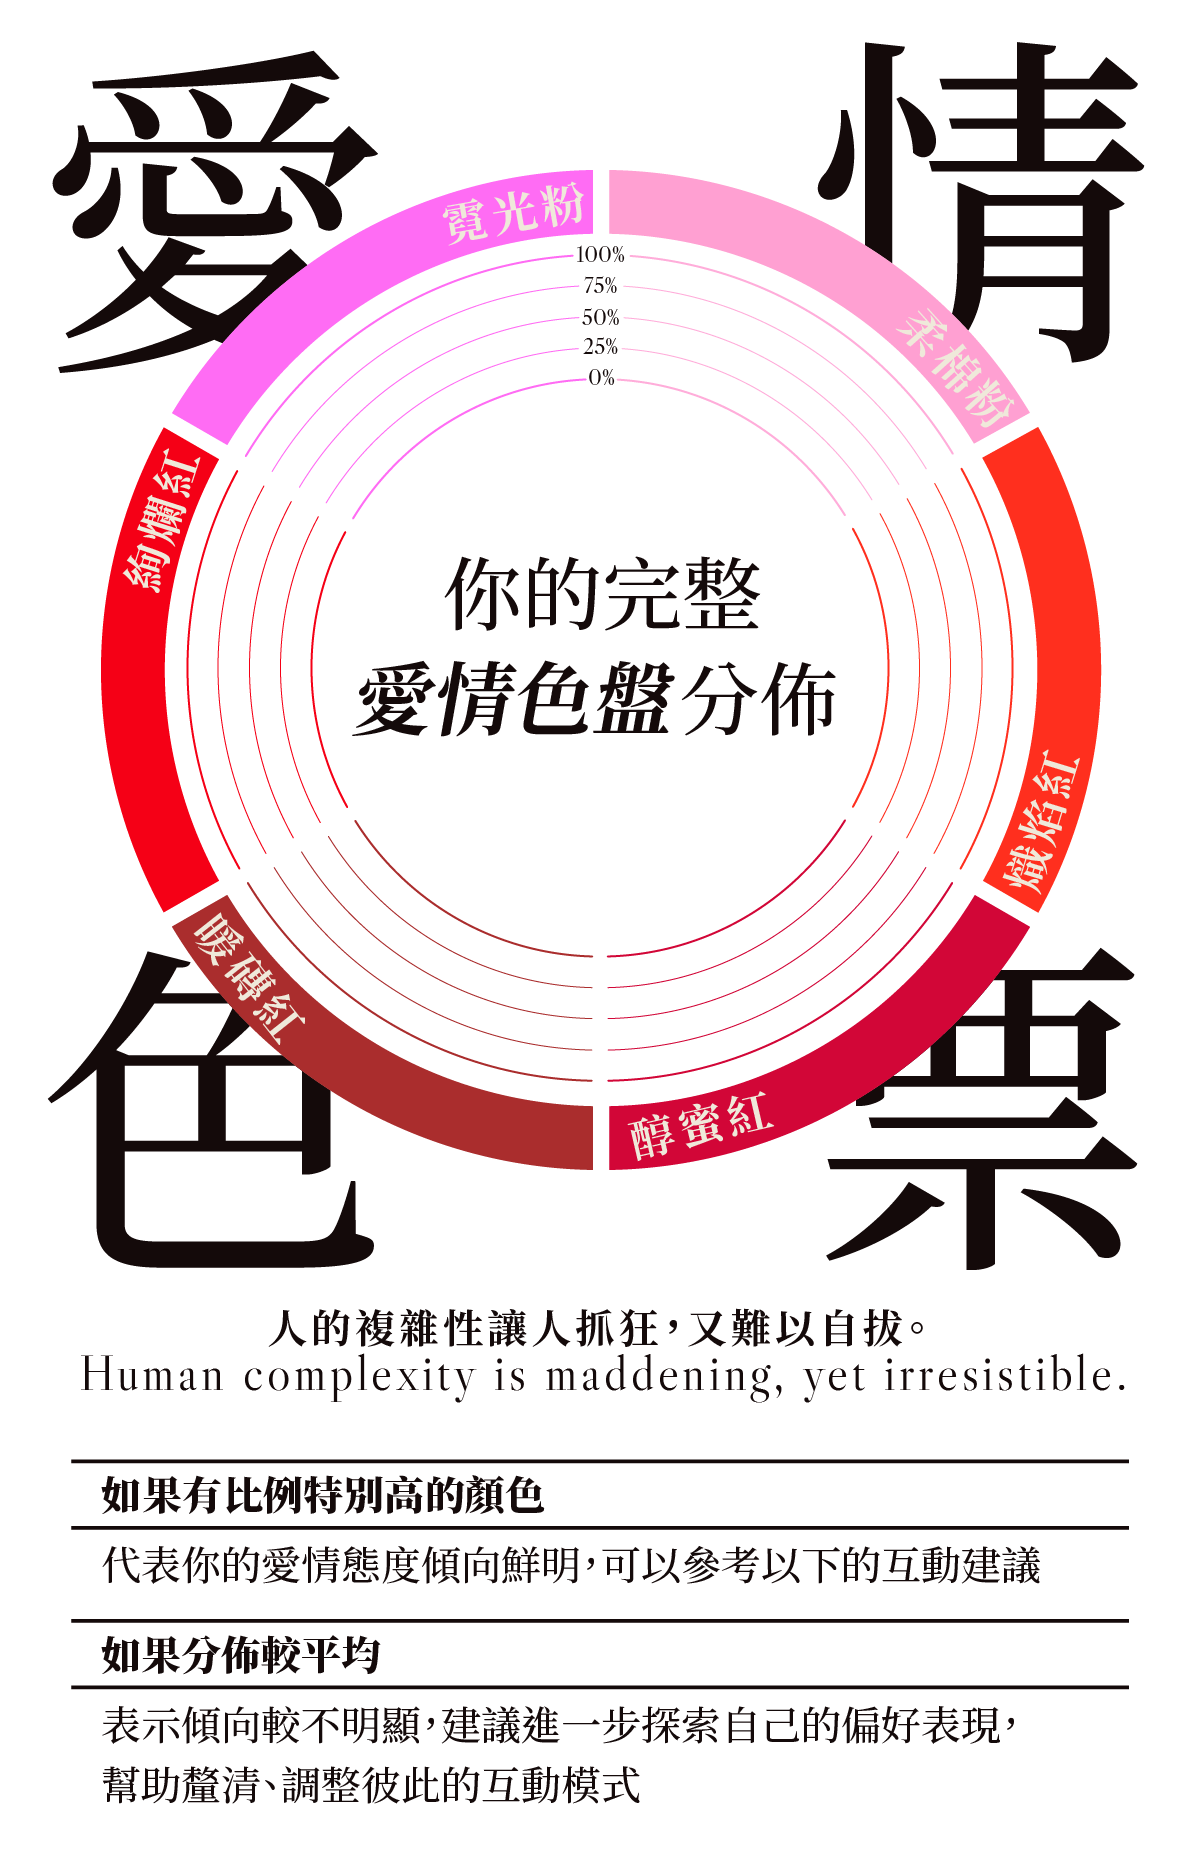 愛情
色票
霓光粉
柔棉粉
100%
75%
50%
25%
0%
絢爛紅
熾焰紅
你的完整
愛情色盤分佈
暖磚紅
醇蜜紅
人的複雜性讓人抓狂，又難以自拔。
Human complexity is maddening, yet irresistible.
如果有比例特別高的顏色
代表你的愛情態度傾向鮮明，可以參考以下的互動建議
如果分佈較平均
表示傾向較不明顯，建議進一步探索自己的偏好表現，
幫助釐清、調整彼此的互動模式